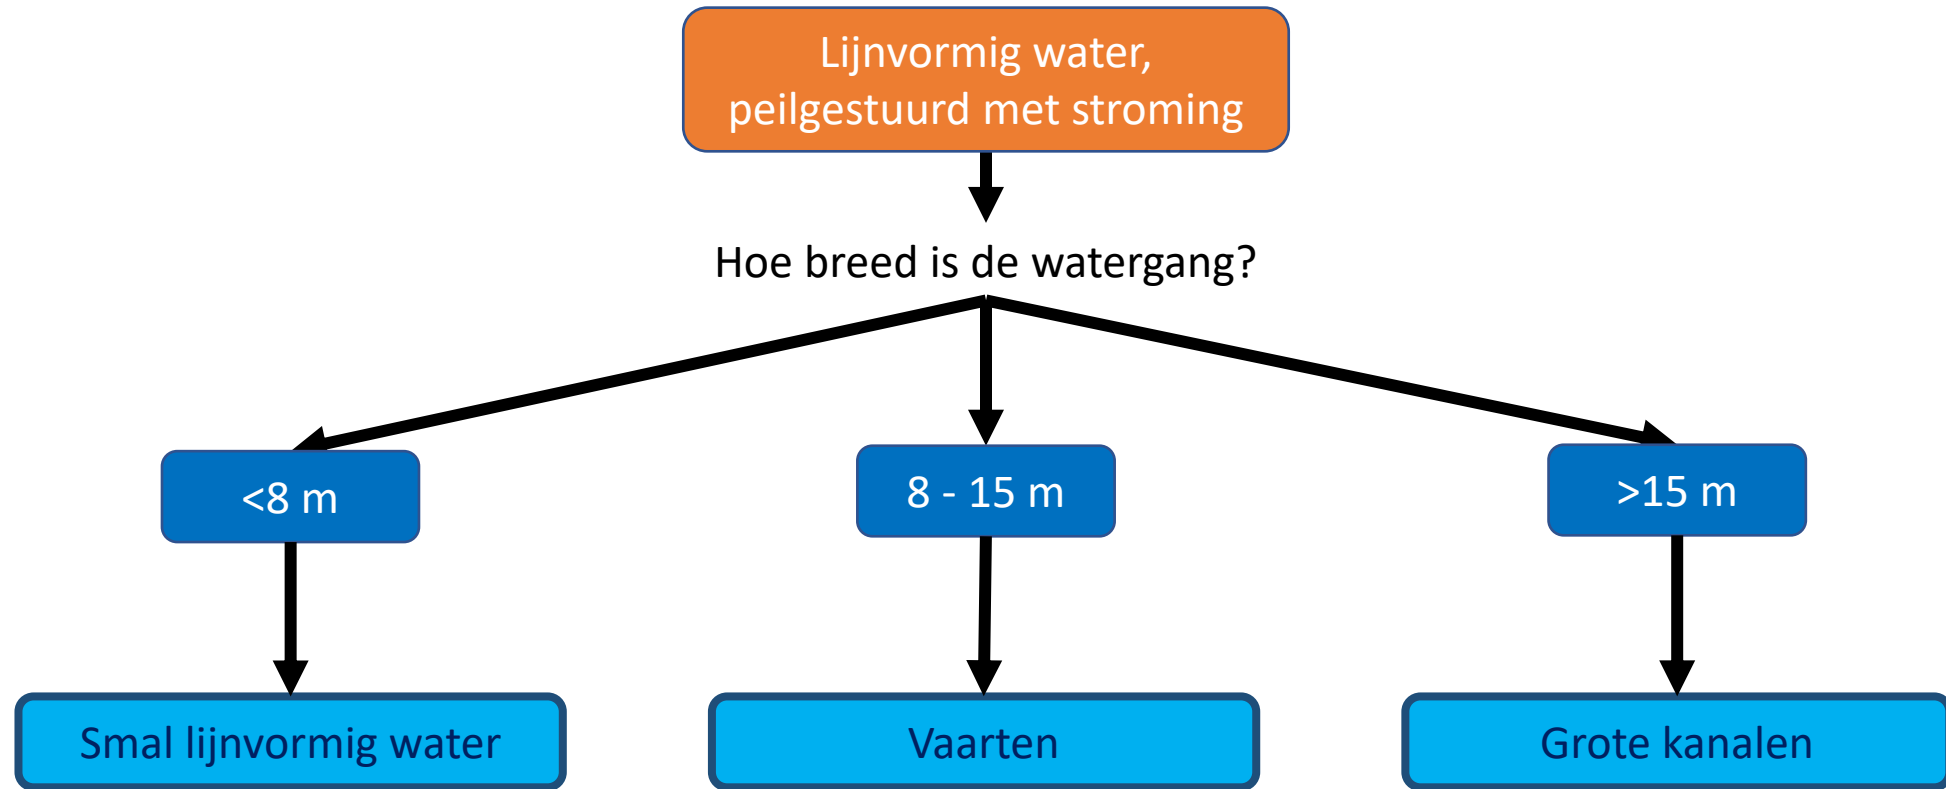 Lijnvormig water,
peilgestuurd met stroming
Hoe breed is de watergang?
<8 m
8 - 15 m
>15 m
Smal lijnvormig water
Vaarten
Grote kanalen